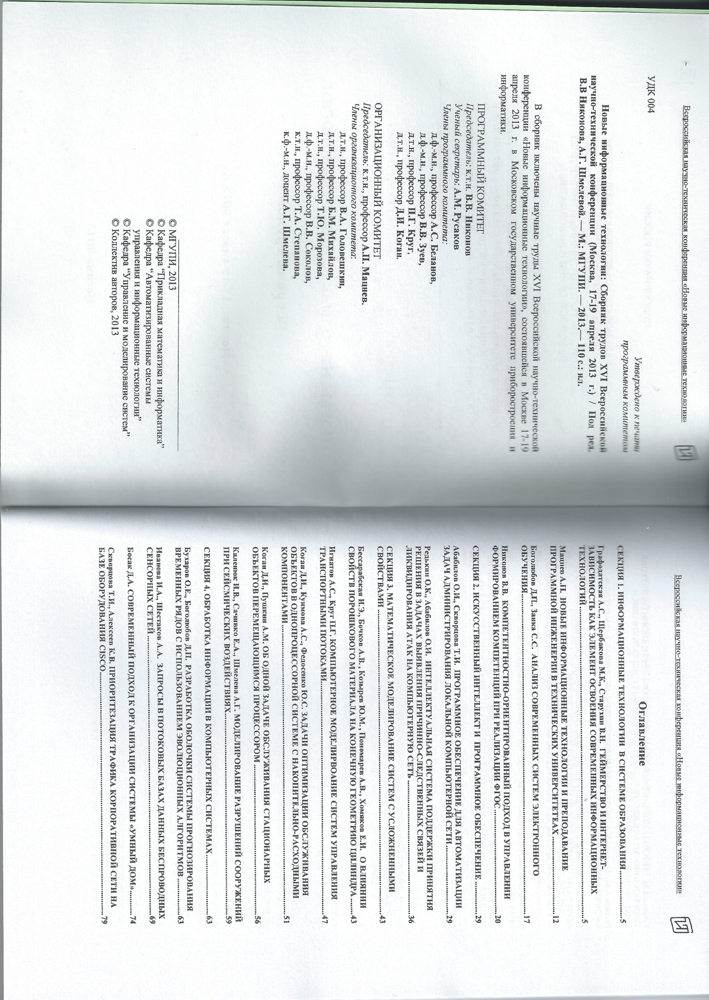 Всероссийская научно-техническая конференция «Новые информационные технологии»
УДК 004
Утверждено к печати
программным комитетом
Новые информационные технологии: Сборник трудов XVI Всероссийской
научно-технической конференции (Москва, 17-19 апреля 2013 г.) / Под ред.
В.В Никонова, А.Г. Шмелевой. — М.: МГУПИ. — 2013.— 110 с.: ил.
В сборник включены научные труды XVI Всероссийской научно-технической
конференции «Новые информационные технологии», состоявшейся в Москве 17-19
апреля 2013 г. в Московском государственном университете приборостроения и
информатики.
ПРОГРАММНЫЙ КОМИТЕТ
Председатель: к.т.н. В.В. Никонов
Ученый секретарь: А.М. Русаков
Члены программного комитета:
д.ф.-м.н., профессор А.С. Беланов,
д.ф.-м.н., профессор В.В. Зуев,
д.т.н., профессор П.Г. Круг,
д.т.н., профессор Д.И. Коган.
ОРГАНИЗАЦИОННЫЙ КОМИТЕТ
Председатель: к.т.н., профессор А.П. Мацнев.
Члены организационного комитета:
д.т.н., профессор В.А. Головешкин,
д.т.н., профессор Б.М. Михайлов,
д.т.н., профессор Т.Ю. Морозова,
д.ф.-м.н., профессор В.В. Соколов,
к.т.н., профессор Т.А. Степанова,
к.ф.-м.н., доцент А.Г. Шмелева.
© МГУПИ, 2013
© Кафедра “Прикладная математика и информатика”
© Кафедра “Автоматизированные системы
управления и информационные технологии”
© Кафедра “Управление и моделирование систем”
© Коллектив авторов, 2013
Всероссийская научно-техническая конференция «Новые информационные технологии»
Оглавление
СЕКЦИЯ 1. ИНФОРМАЦИОННЫЕ ТЕХНОЛОГИИ В СИСТЕМЕ ОБРАЗОВАНИЯ.....5
Графодатская А.С., Щербакова М.К., Старухин В.Н. ГЕЙМЕРСТВО И ИНТЕРНЕТ-
ЗАВИСИМОСТЬ КАК ЭЛЕМЕНТ ОСВОЕНИЯ СОВРЕМЕННЫХ ИНФОРМАЦИОННЫХ
ТЕХНОЛОГИЙ.....5
Мацнев А.П. НОВЫЕ ИНФОРМАЦИОННЫЕ ТЕХНОЛОГИИ И ПРЕПОДАВАНИЕ
ПРОГРАММНОЙ ИНЖЕНЕРИИ В ТЕХНИЧЕСКИХ УНИВЕРСИТЕТЕАХ.....12
Боголюбов Д.П., Заика С.С. АНАЛИЗ СОВРЕМЕННЫХ СИСТЕМ ЭЛЕКТРОННОГО
ОБУЧЕНИЯ.....17
Никонов В.В. КОМПЕТЕНТНОСТНО-ОРИЕНТИРОВАННЫЙ ПОДХОД В УПРАВЛЕНИИ
ФОРМИРОВАНИЕМ КОМПЕТЕНЦИЙ ПРИ РЕАЛИЗАЦИИ ФГОС.....20
СЕКЦИЯ 2. ИСКУССТВЕННЫЙ ИНТЕЛЛЕКТ И ПРОГРАММНОЕ ОБЕСПЕЧЕНИЕ.....29
Абабилов О.И., Скворцова Т.И. ПРОГРАММНОЕ ОБЕСПЕЧЕНИЕ ДЛЯ АВТОМАТИЗАЦИИ
ЗАДАЧ АДМИНИСТРИРОВАНИЯ ЛОКАЛЬНОЙ КОМПЬЮТЕРНОЙ СЕТИ.....29
Редькин О.К., Абабилов О.И. ИНТЕЛЛЕКТУАЛЬНАЯ СИСТЕМА ПОДДЕРЖКИ ПРИНЯТИЯ
РЕШЕНИЯ В ЗАДАЧАХ ВЫЯВЛЕНИЯ ПРИЧИННО-СЛЕДСТВЕННЫХ СВЯЗЕЙ И
ЛИКВИДИРОВАНИЯ АТАК НА КОМПЬЮТЕРНУЮ СЕТЬ.....36
СЕКЦИЯ 3. МАТЕМАТИЧЕСКОЕ МОДЕЛИРОВАНИЕ СИСТЕМ С УСЛОЖНЕННЫМИ
СВОЙСТВАМИ.....43
Бессарабская И.Э., Бочков А.В., Козырев Ю.М., Пономарев А.В., Хомяков Е.И. О ВЛИЯНИИ
СВОЙСТВ ПОРОШКОВОГО МАТЕРИАЛА НА КОНЕЧНУЮ ГЕОМЕТРИЮ ЦИЛИНДРА.....43
Игнатов А.С., Круг П.Г. КОМПЬЮТЕРНОЕ МОДЕЛИРВОАНИЕ СИСТЕМ УПРАВЛЕНИЯ
ТРАНСПОРТНЫМИ ПОТОКАМИ.....47
Коган Д.И., Куимова А.С., Федосенко Ю.С. ЗАДАЧИ ОПТИМИЗАЦИИ ОБСЛУЖИВАНИЯ
ОБЪЕКТОВ В ОДНОПРОЦЕССОРНОЙ СИСТЕМЕ С НАКОПИТЕЛЬНО-РАСХОДНЫМИ
КОМПОНЕНТАМИ.....51
Коган Д.И., Пушкин А.М. ОБ ОДНОЙ ЗАДАЧЕ ОБСЛУЖИВАНИЯ СТАЦИОНАРНЫХ
ОБЪЕКТОВ ПЕРЕМЕЩАЮЩИМСЯ ПРОЦЕССОРОМ.....56
Каленюк И.В., Сачивко Е.А., Шмелева А.Г. МОДЕЛИРОВАНИЕ РАЗРУШЕНИЙ СООРУЖЕНИЙ
ПРИ СЕЙСМИЧЕСКИХ ВОЗДЕЙСТВИЯХ.....59
СЕКЦИЯ 4. ОБРАБОТКА ИНФОРМАЦИИ В КОМПЬЮТЕРНЫХ СИСТЕМАХ.....63
Бухаров О.Е., Боголюбов Д.П. РАЗРАБОТКА ОБОЛОЧКИ СИСТЕМЫ ПРОГНОЗИРОВАНИЯ
ВРЕМЕННЫХ РЯДОВ С ИСПОЛЬЗОВАНИЕМ ЭВОЛЮЦИОННЫХ АЛГОРИТМОВ.....63
Иванова И.А., Шестаков А.А. ЗАПРОСЫ В ПОТОКОВЫХ БАЗАХ ДАННЫХ БЕСПРОВОДНЫХ
СЕНСОРНЫХ СЕТЕЙ.....69
Босак Д.А. СОВРЕМЕННЫЙ ПОДХОД К ОРГАНИЗАЦИИ СИСТЕМЫ «УМНЫЙ ДОМ».....74
Скворцова Т.И., Алексеев К.В. ПРИОРИТЕЗАЦИЯ ТРАФИКА КОРПОРАТИВНОЙ СЕТИ НА
БАЗЕ ОБОРУДОВАНИЯ CISCO.....79